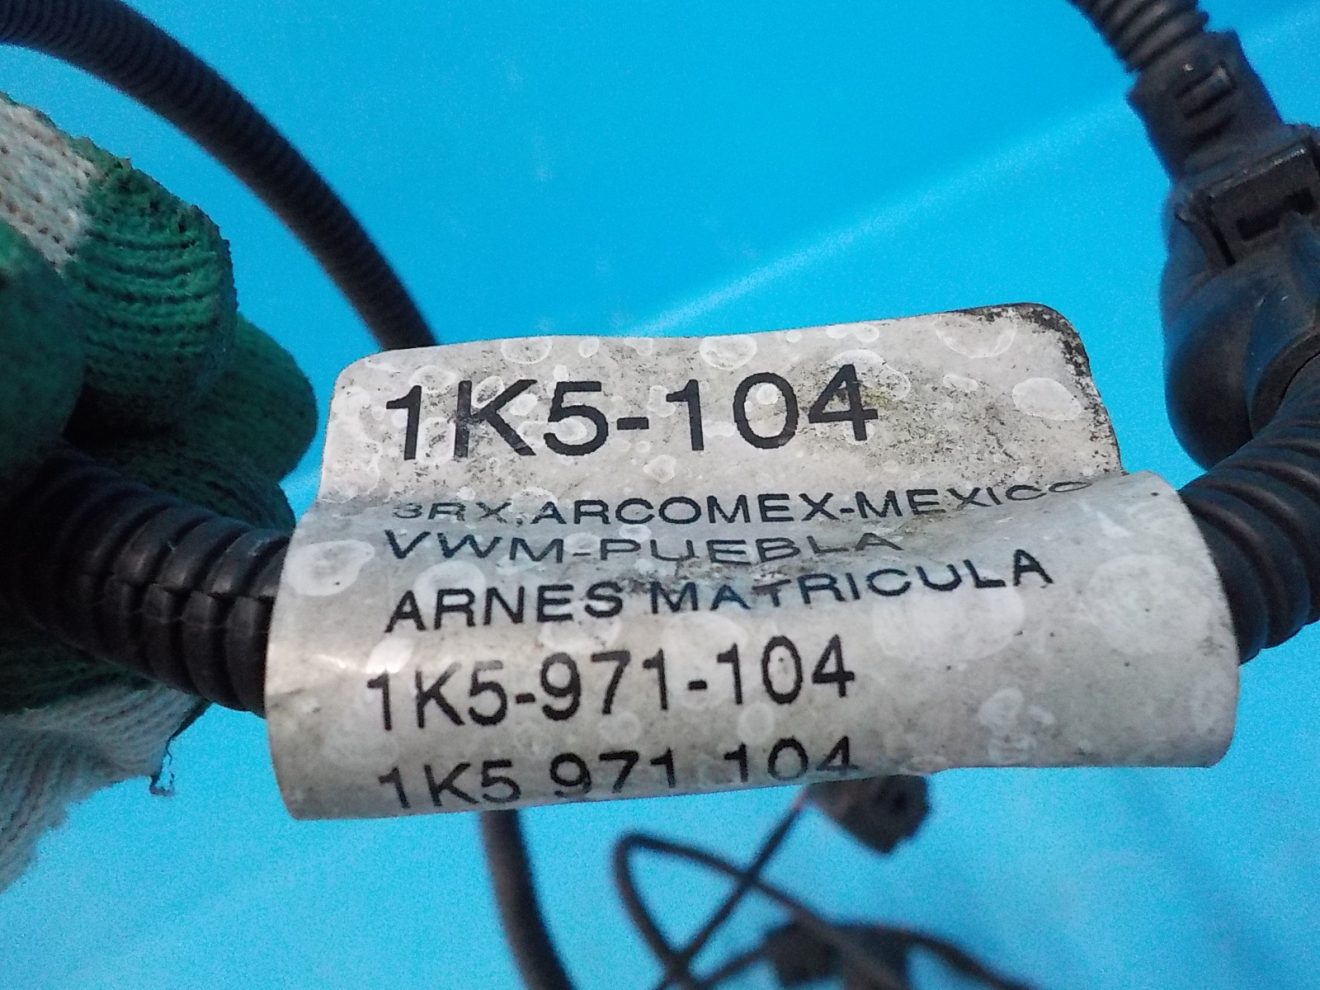 1K5-104
3RX,ARCOMEX-MEXICO
VWM-PUEBLA
ARNES MATRICULA
1K5-971-104
1K5 971 104